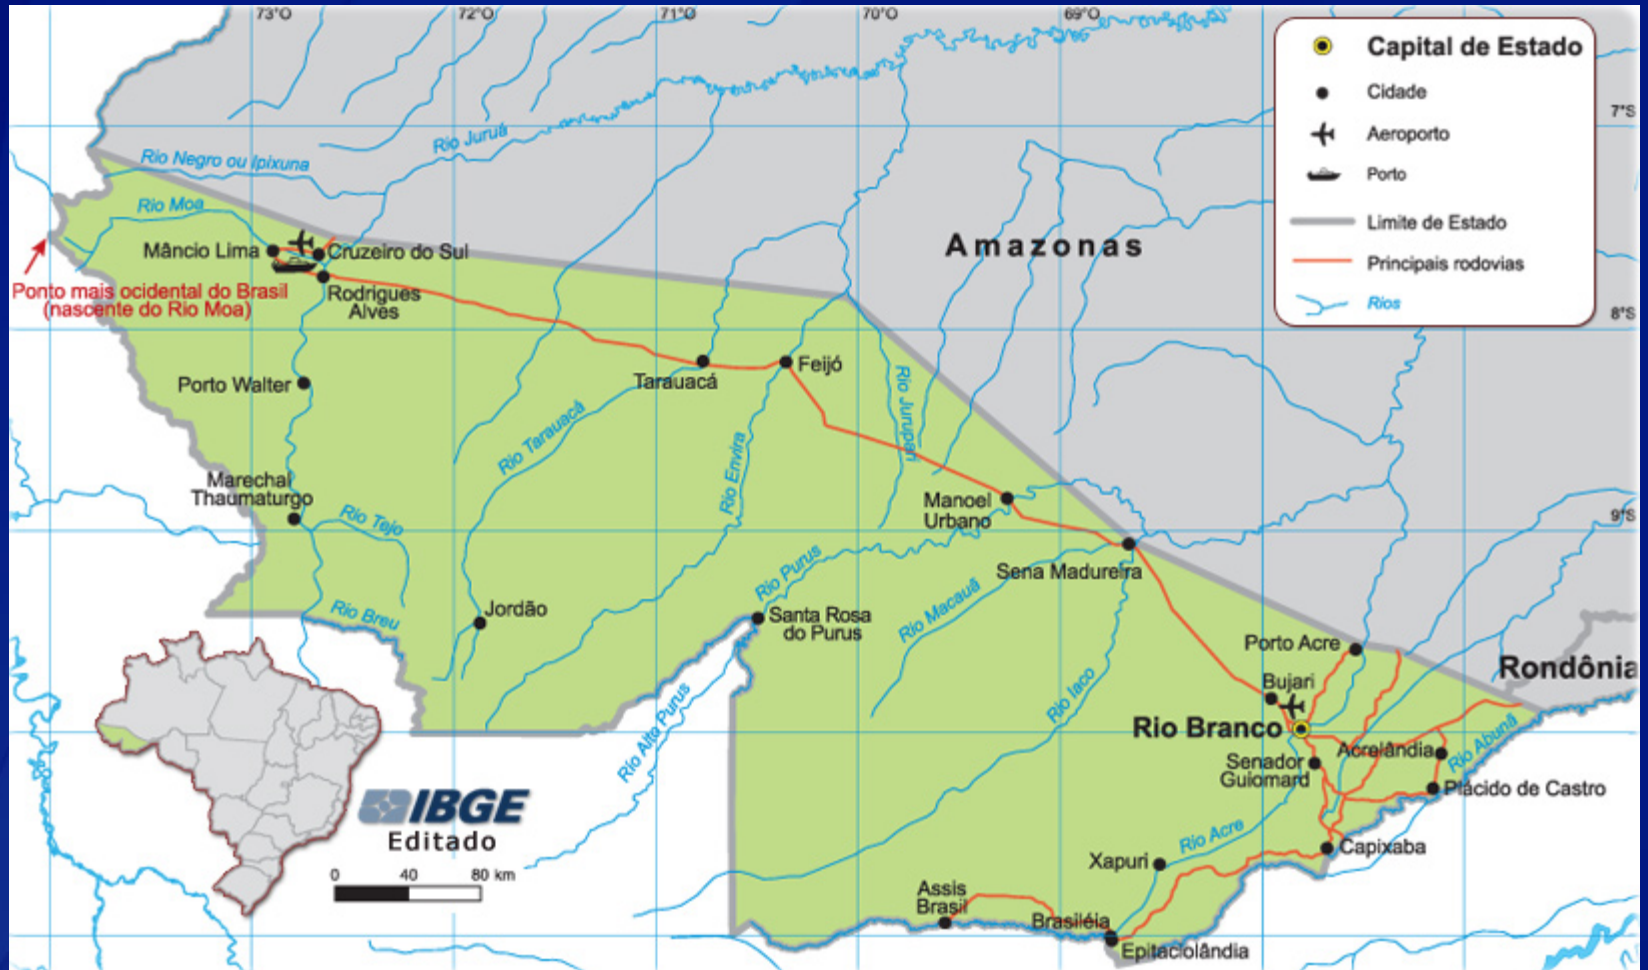 73°O
72°O
71°O
70°O
69°O
Capital de Estado
Cidade
Aeroporto
Porto
Limite de Estado
Principais rodovias
Rios
7°S
8°S
9°S
Rio Juruá
Rio Negro ou Ipixuna
Rio Moa
Mâncio Lima
Cruzeiro do Sul
Amazonas
Ponto mais ocidental do Brasil
(nascente do Rio Moa)
Rodrigues
Alves
Porto Walter
Tarauacá
Feijó
Rio Tarauacá
Rio Envira
Rio Jurupari
Marechal
Thaumaturgo
Rio Tejo
Manoel
Urbano
Sena Madureira
Rio Purus
Rio Macauã
Rio Breu
Jordão
Santa Rosa
do Purus
Porto Acre
Rondônia
Bujari
Rio Iaco
Rio Alto Purus
Rio Branco
Acrelândia
Rio Abunã
Senador
Guiomard
Plácido de Castro
IBGE
Editado
0 40 80 km
Rio Acre
Capixaba
Xapuri
Assis
Brasil
Brasiléia
Epitaciolândia